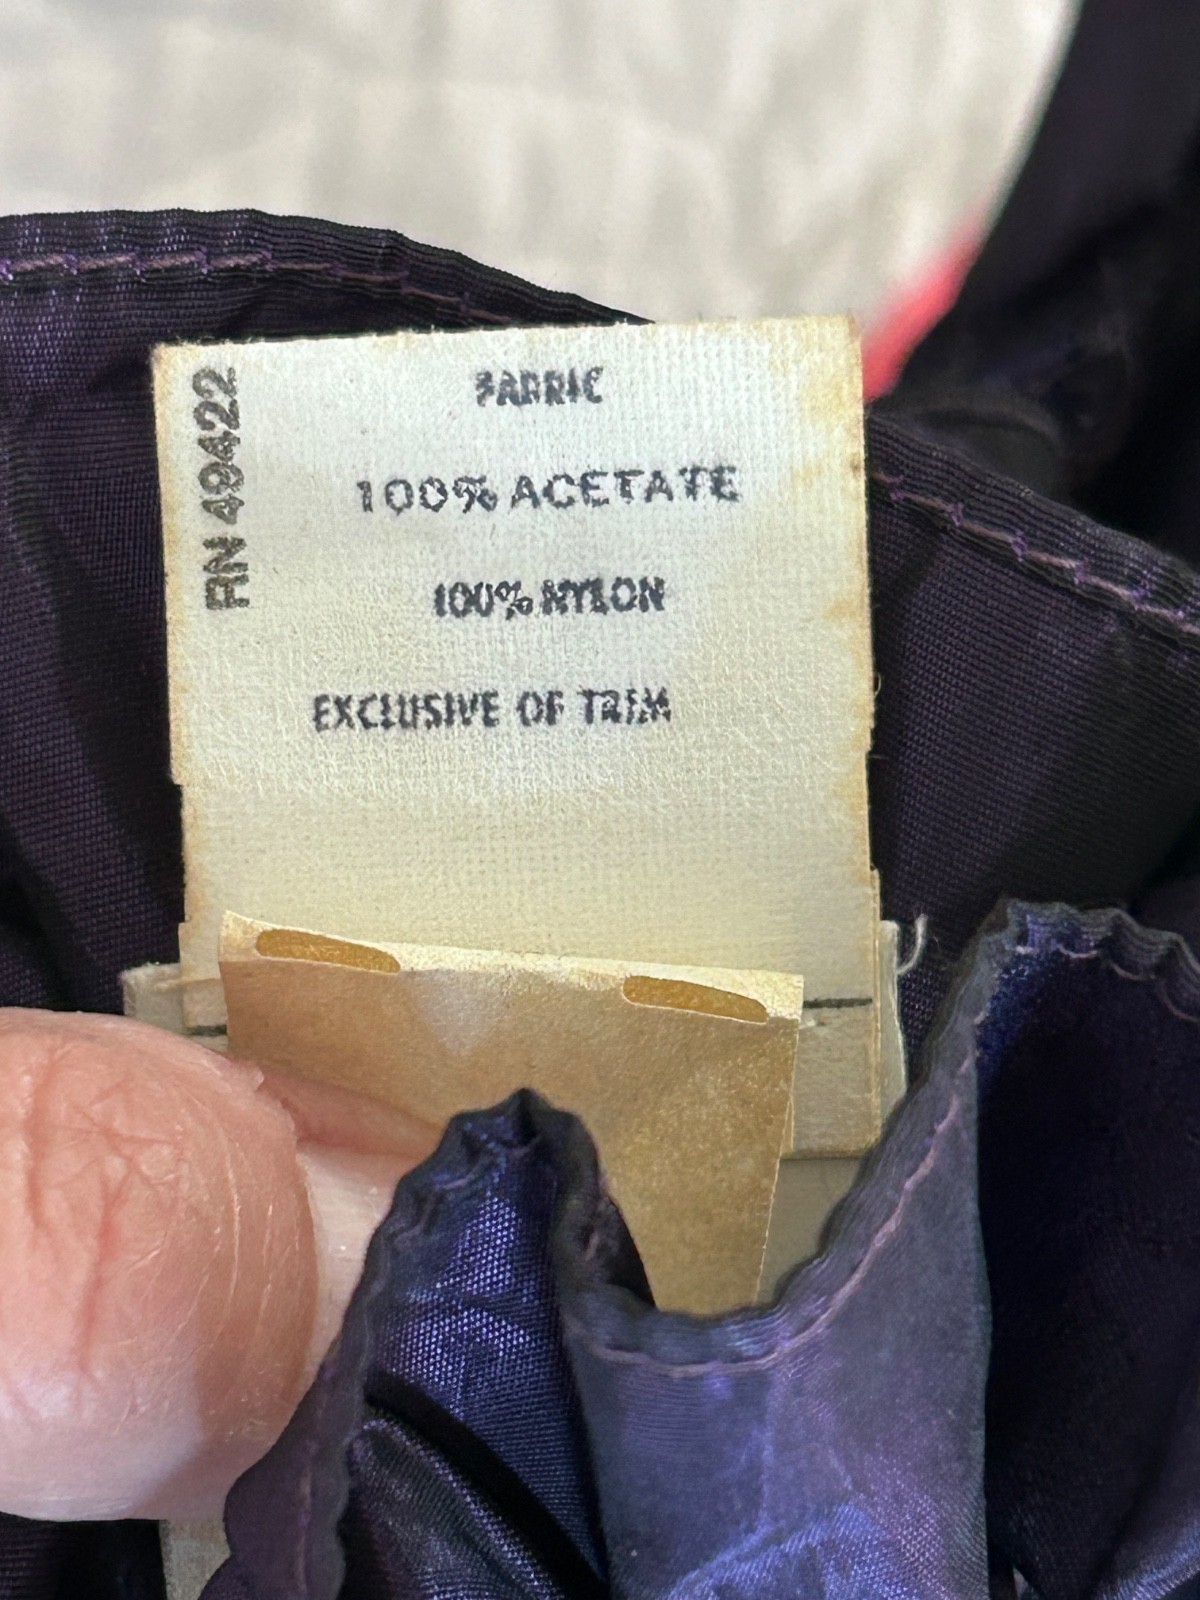 RN 49422
FABRIC
100% ACETATE
100% NYLON
EXCLUSIVE OF TRIM